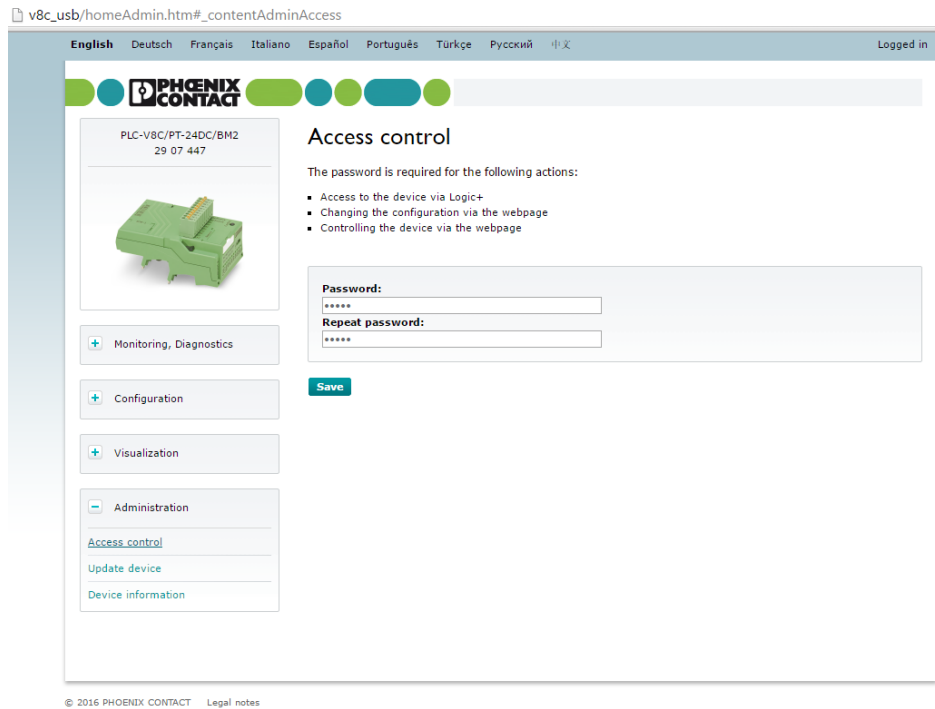 v8c_usb/homeAdmin.htm#_contentAdminAccess
English Deutsch Français Italiano Español Português Türkçe Русский 中文 Logged in
PHŒNIX
CONTACT
PLC-V8C/PT-24DC/BM2
29 07 447
Access control
The password is required for the following actions:
Access to the device via Logic+
Changing the configuration via the webpage
Controlling the device via the webpage
Password:
•••••
Repeat password:
•••••
Save
Monitoring, Diagnostics
Configuration
Visualization
Administration
Access control
Update device
Device information
© 2016 PHOENIX CONTACT Legal notes